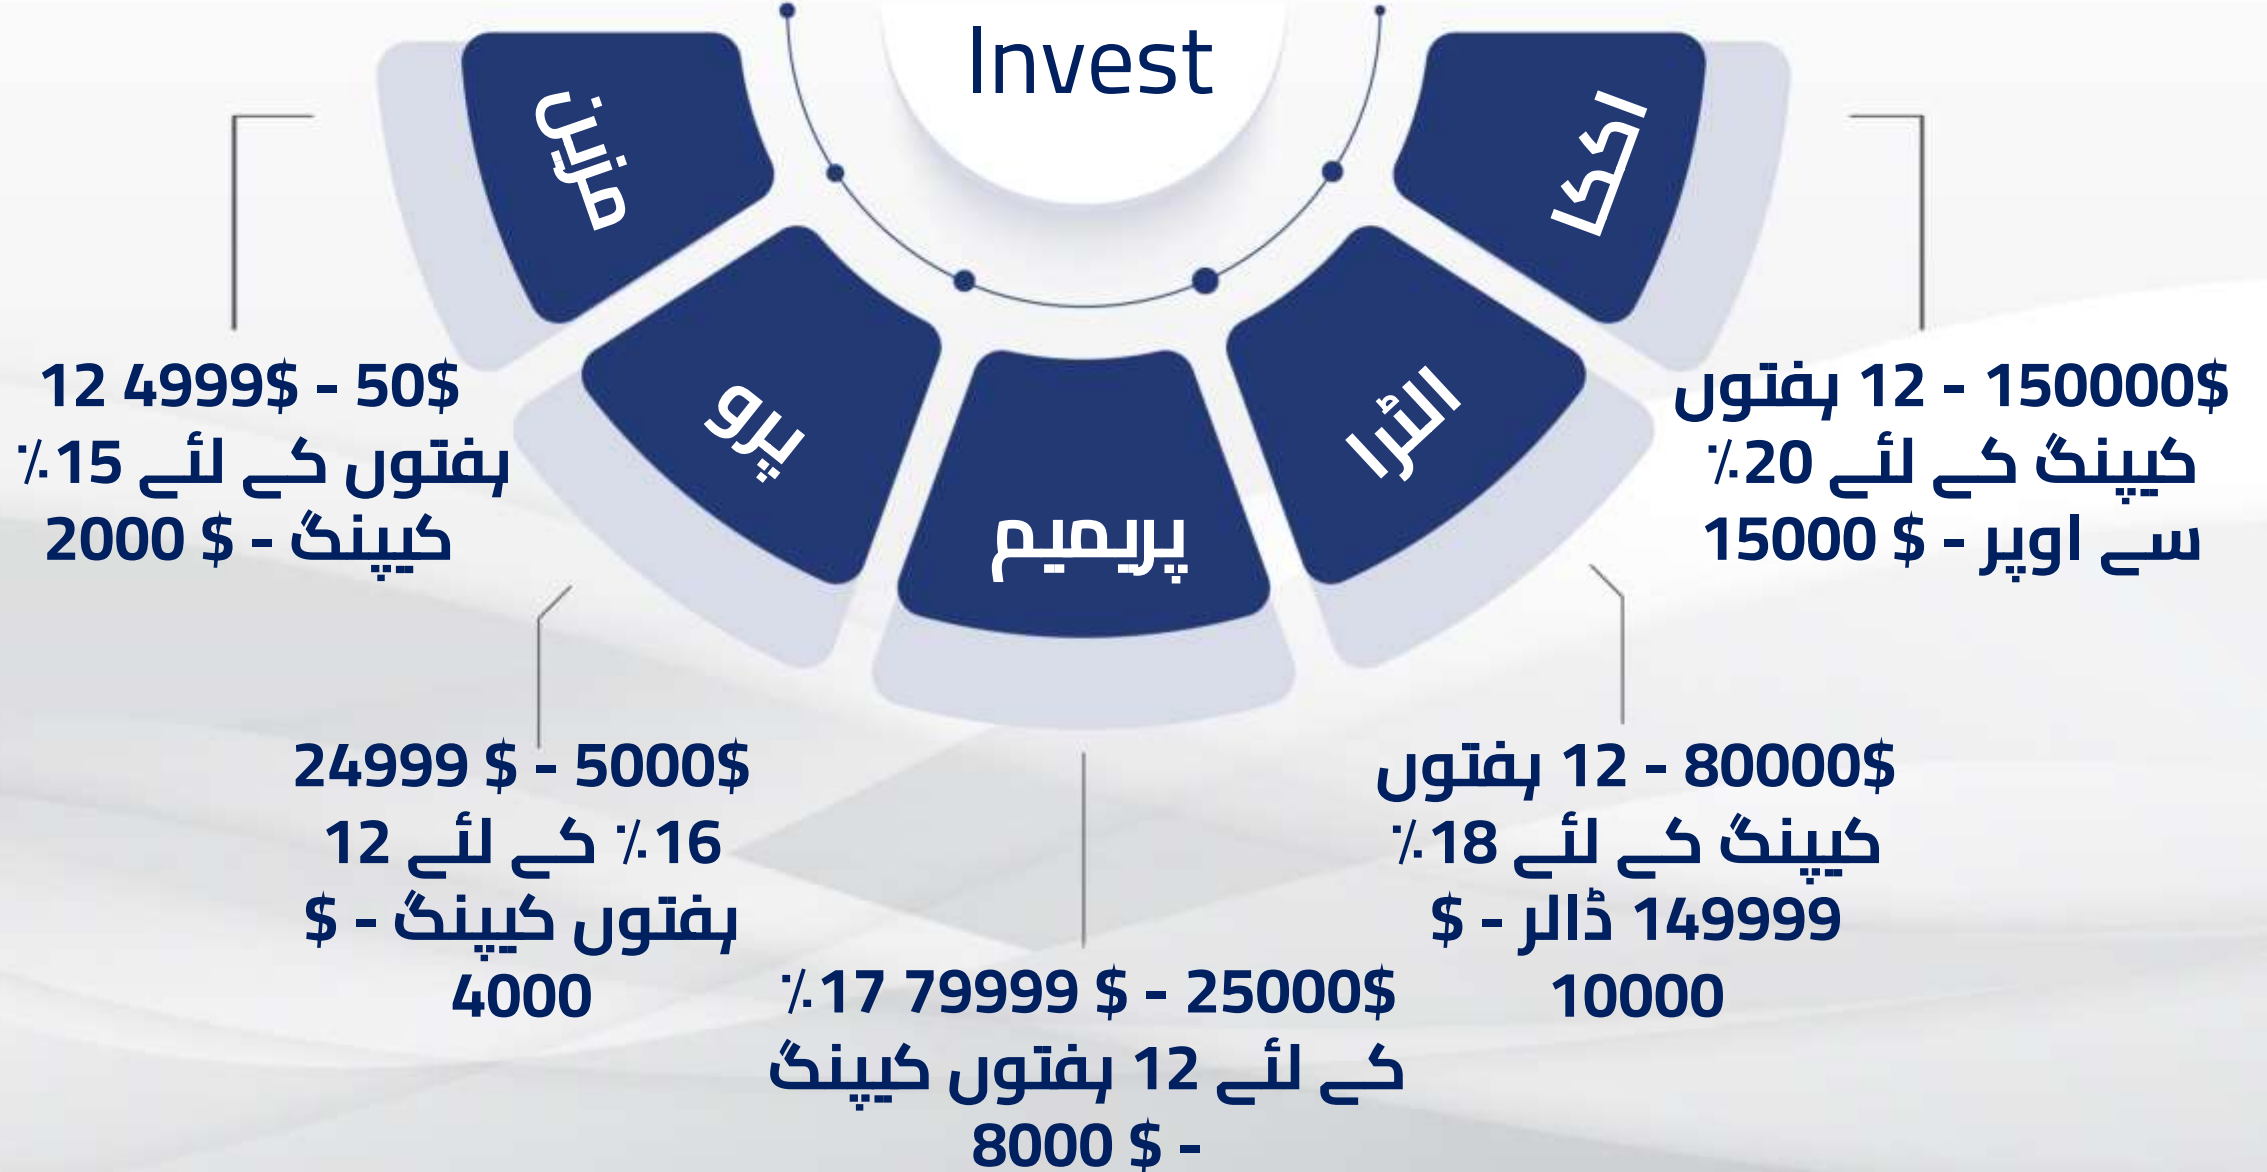 Invest
مزین
پرو
پریمیم
الٹرا
اککا
50$ - $4999 12
ہفتوں کے لئے 15٪
کیپنگ - $ 2000
5000$ - $ 24999
16٪ کے لئے 12
ہفتوں کیپنگ - $
4000
25000$ - $ 79999 17٪
کے لئے 12 ہفتوں کیپنگ
- $ 8000
80000$ - 12 ہفتوں
کیپنگ کے لئے 18٪
149999 ڈالر - $
10000
150000$ - 12 ہفتوں
کیپنگ کے لئے 20٪
سے اوپر - $ 15000